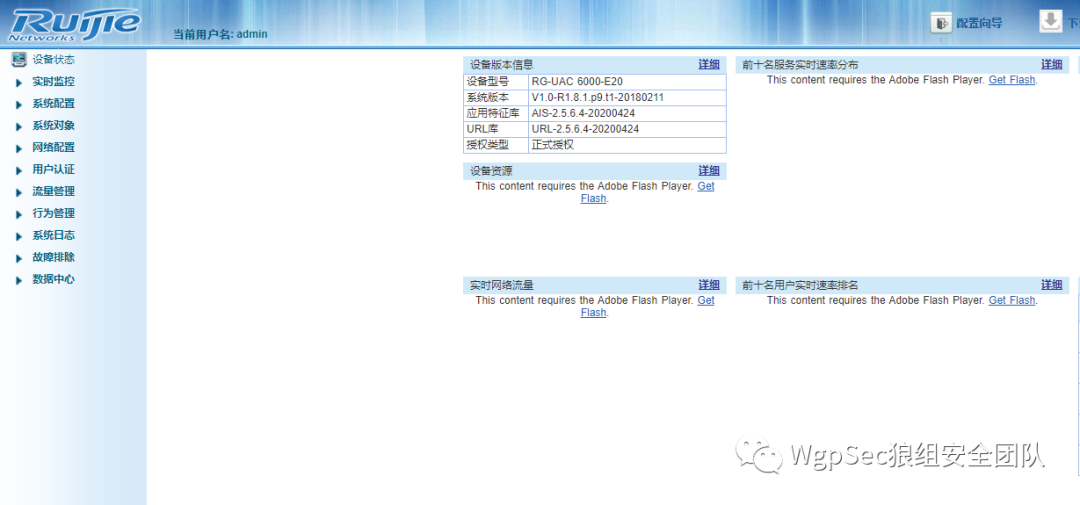 Ruijie
Networks
当前用户名: admin
配置向导
下
设备状态
实时监控
系统配置
系统对象
网络配置
用户认证
流量管理
行为管理
系统日志
故障排除
数据中心
设备版本信息 详细
设备型号 RG-UAC 6000-E20
系统版本 V1.0-R1.8.1.p9.t1-20180211
应用特征库 AIS-2.5.6.4-20200424
URL库 URL-2.5.6.4-20200424
授权类型 正式授权
设备资源 详细
This content requires the Adobe Flash Player. Get
Flash.
实时网络流量 详细
This content requires the Adobe Flash Player. Get
Flash.
前十名服务实时速率分布 详细
This content requires the Adobe Flash Player. Get Flash.
前十名用户实时速率排名 详细
This content requires the Adobe Flash Player. Get Flash.
WgpSec狼组安全团队